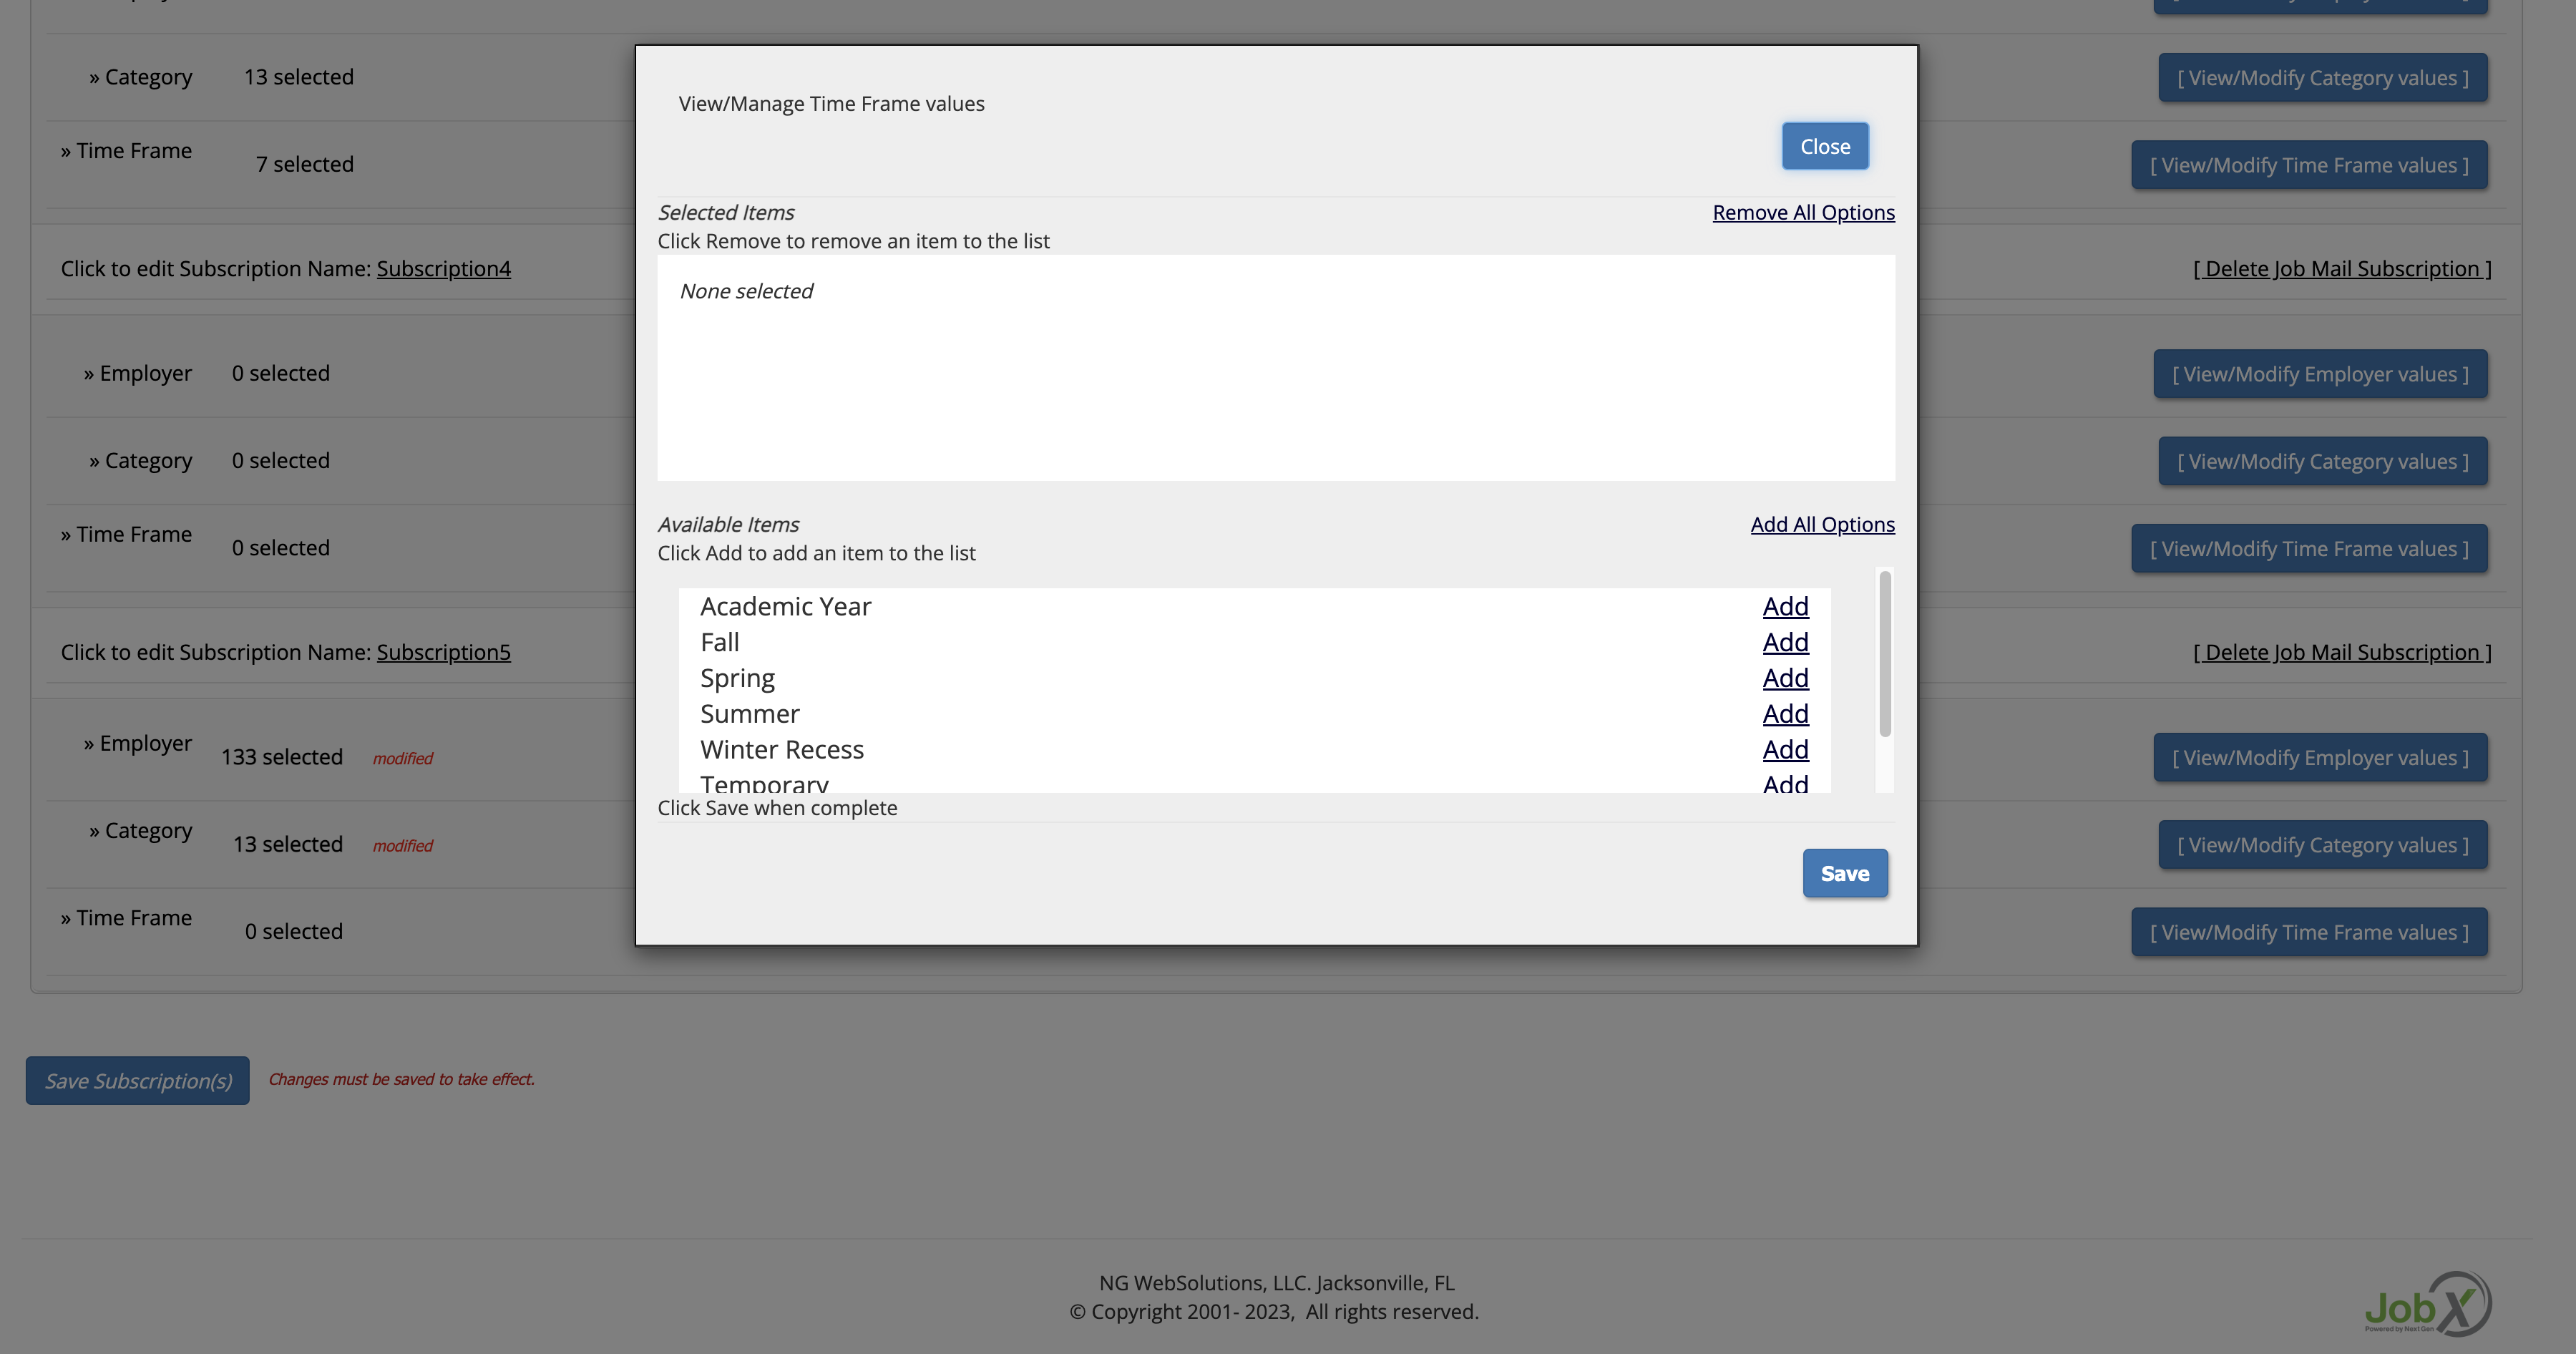 » Category 13 selected [ View/Modify Category values ]
» Time Frame 7 selected [ View/Modify Time Frame values ]
Click to edit Subscription Name: Subscription4 [ Delete Job Mail Subscription ]
» Employer 0 selected [ View/Modify Employer values ]
» Category 0 selected [ View/Modify Category values ]
» Time Frame 0 selected [ View/Modify Time Frame values ]
Click to edit Subscription Name: Subscription5 [ Delete Job Mail Subscription ]
» Employer 133 selected modified [ View/Modify Employer values ]
» Category 13 selected modified [ View/Modify Category values ]
» Time Frame 0 selected [ View/Modify Time Frame values ]
View/Manage Time Frame values
Close
Selected Items Remove All Options
Click Remove to remove an item to the list
None selected
Available Items Add All Options
Click Add to add an item to the list
Academic Year Add
Fall Add
Spring Add
Summer Add
Winter Recess Add
Temporary Add
Click Save when complete
Save
Save Subscription(s) Changes must be saved to take effect.
NG WebSolutions, LLC. Jacksonville, FL
© Copyright 2001- 2023, All rights reserved.
JobX
Powered by Next Gen